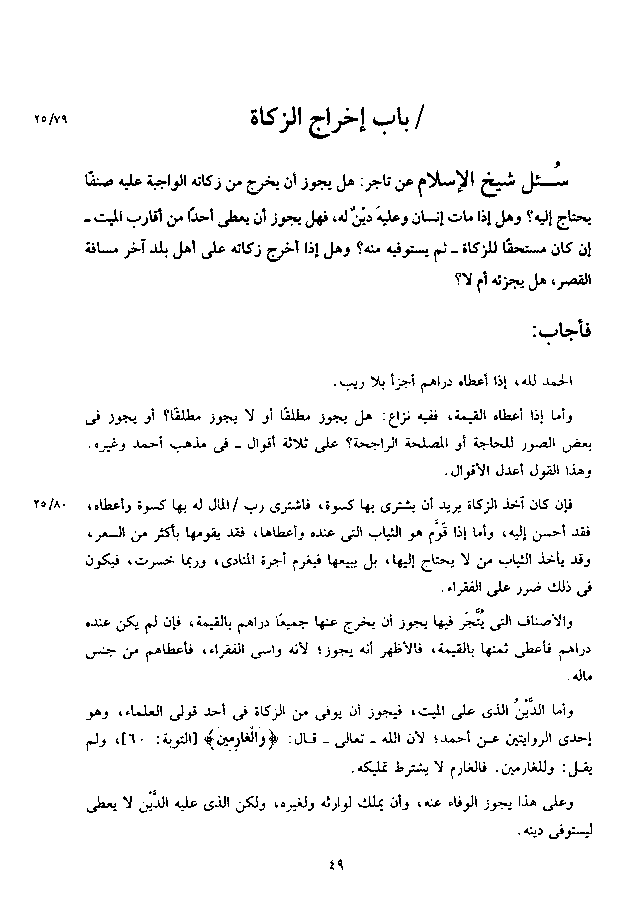 / باب إخراج الزكاة ٢٥/٧٩
سُـئل شيخ الإسلام عن تاجر: هل يجوز أن يخرج من زكاته الواجبة عليه صنفًا
يحتاج إليه؟ وهل إذا مات إنسان وعليهَ ديْنٌ له، فهل يجوز أن يعطى أحدًا من أقارب الميت ـ
إن كان مستحقًا للزكاة ـ ثم يستوفيه منه؟ وهل إذا أخرج زكاته على أهل بلد آخر مسافة
القصر، هل يجزئه أم لا؟
فأجاب:
الحمد لله، إذا أعطاه دراهم أجزأ بلا ريب.
وأما إذا أعطاه القيمة، ففيه نزاع: هل يجوز مطلقًا أو لا يجوز مطلقًا؟ أو يجوز فى
بعض الصور للحاجة أو المصلحة الراجحة؟ على ثلاثة أقوال ـ فى مذهب أحمد وغيره.
وهذا القول أعدل الأقوال.
فإن كان آخذ الزكاة يريد أن يشترى بها كسوة، فاشترى رب / المال له بها كسوة وأعطاه، ٢٥/٨٠
فقد أحسن إليه، وأما إذا قَوَّم هو الثياب التى عنده وأعطاها، فقد يقومها بأكثر من السعر،
وقد يأخذ الثياب من لا يحتاج إليها، بل يبيعها فيغرم أجرة المنادى، وربما خسرت، فيكون
فى ذلك ضرر على الفقراء.
والأصناف التى يُتَّجَر فيها يجوز أن يخرج عنها جميعًا دراهم بالقيمة، فإن لم يكن عنده
دراهم فأعطى ثمنها بالقيمة، فالأظهر أنه يجوز؛ لأنه واسى الفقراء، فأعطاهم من جنس
ماله.
وأما الدَّيْنُ الذى على الميت، فيجوز أن يوفى من الزكاة فى أحد قولى العلماء، وهو
إحدى الروايتين عـن أحمد؛ لأن الله ـ تعالى ـ قـال: ﴿وَالْغَارِمِينَ﴾ [التوبة: ٦٠]، ولم
يقـل: وللغارمين. فالغارم لا يشترط تمليكه.
وعلى هذا يجوز الوفاء عنه، وأن يملك لوارثه ولغيره، ولكن الذى عليه الدَّيْن لا يعطى
ليستوفى دينه.
٤٩